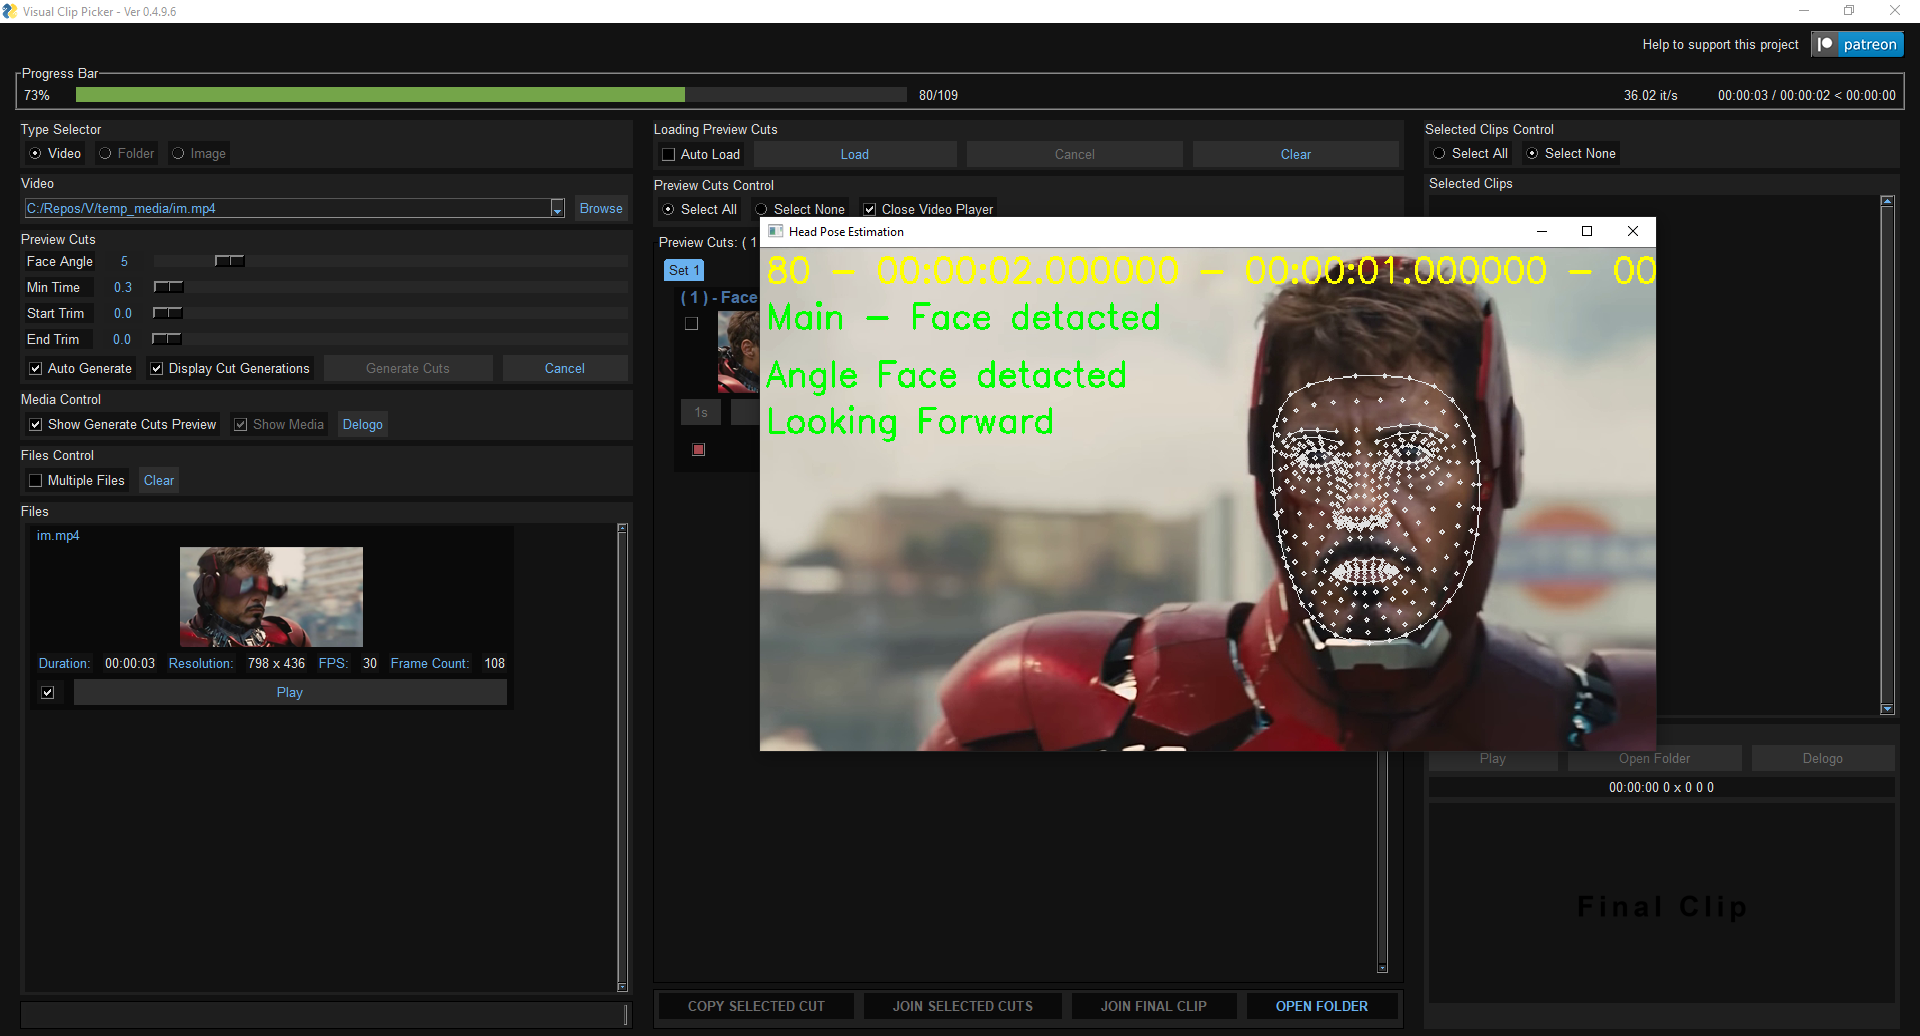 Visual Clip Picker - Ver 0.4.9.6
Help to support this project
patreon
Progress Bar
73%
80/109
36.02 it/s
00:00:03 / 00:00:02 < 00:00:00
Type Selector
Video
Folder
Image
Video
C:/Repos/V/temp_media/im.mp4
Browse
Preview Cuts
Face Angle
5
Min Time
0.3
Start Trim
0.0
End Trim
0.0
Auto Generate
Display Cut Generations
Generate Cuts
Cancel
Media Control
Show Generate Cuts Preview
Show Media
Delogo
Files Control
Multiple Files
Clear
Files
im.mp4
Duration:
00:00:03
Resolution:
798 x 436
FPS:
30
Frame Count:
108
Play
Loading Preview Cuts
Auto Load
Load
Cancel
Clear
Preview Cuts Control
Select All
Select None
Close Video Player
Preview Cuts: ( 1
Set 1
( 1 ) - Face
1s
Head Pose Estimation
80 - 00:00:02.000000 - 00:00:01.000000 - 00
Main - Face detacted
Angle Face detacted
Looking Forward
COPY SELECTED CUT
JOIN SELECTED CUTS
JOIN FINAL CLIP
OPEN FOLDER
Selected Clips Control
Select All
Select None
Selected Clips
Play
Open Folder
Delogo
00:00:00 0 x 0 0 0
Final Clip